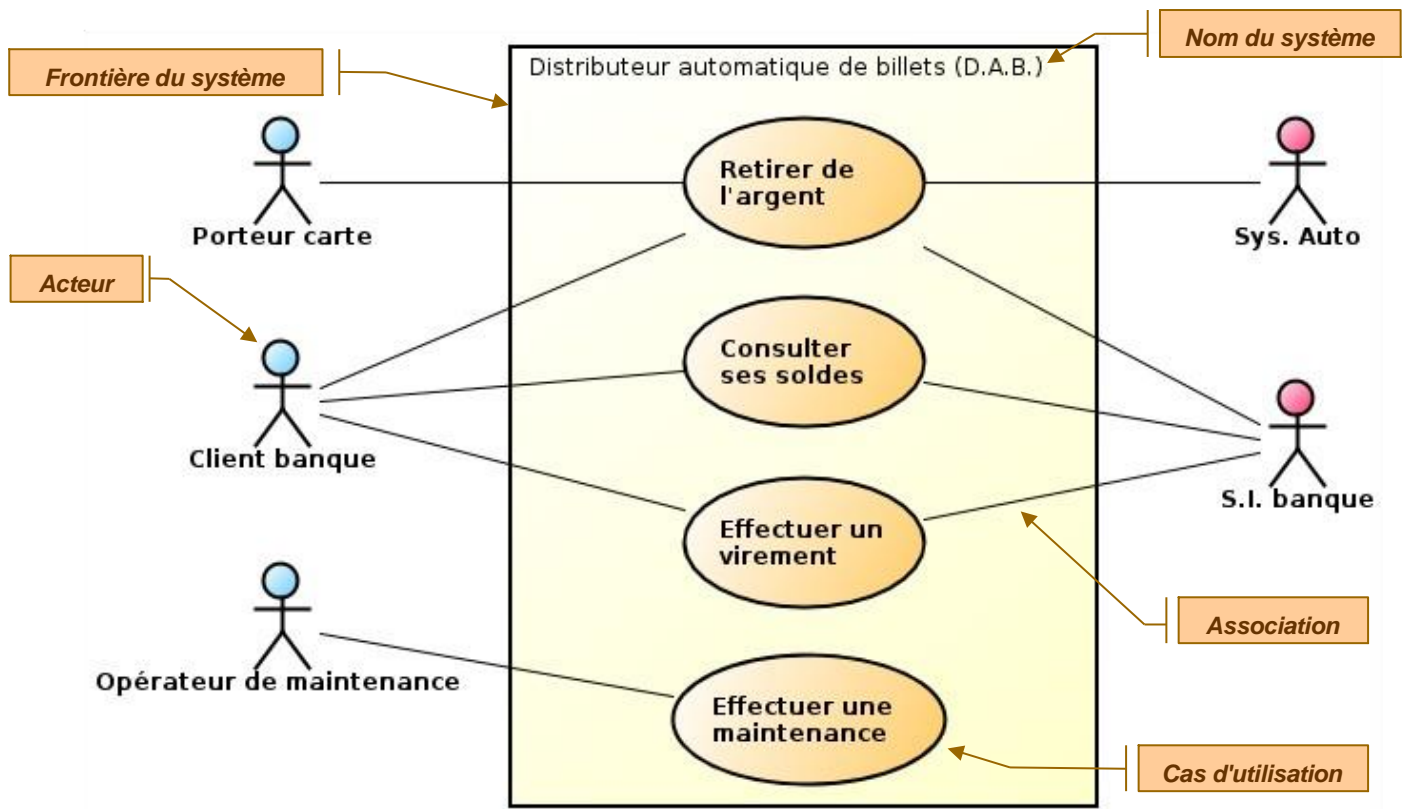 Nom du système
Frontière du système
Distributeur automatique de billets (D.A.B.)
Retirer de
l'argent
Porteur carte
Sys. Auto
Acteur
Consulter
ses soldes
Client banque
S.I. banque
Effectuer un
virement
Association
Opérateur de maintenance
Effectuer une
maintenance
Cas d'utilisation